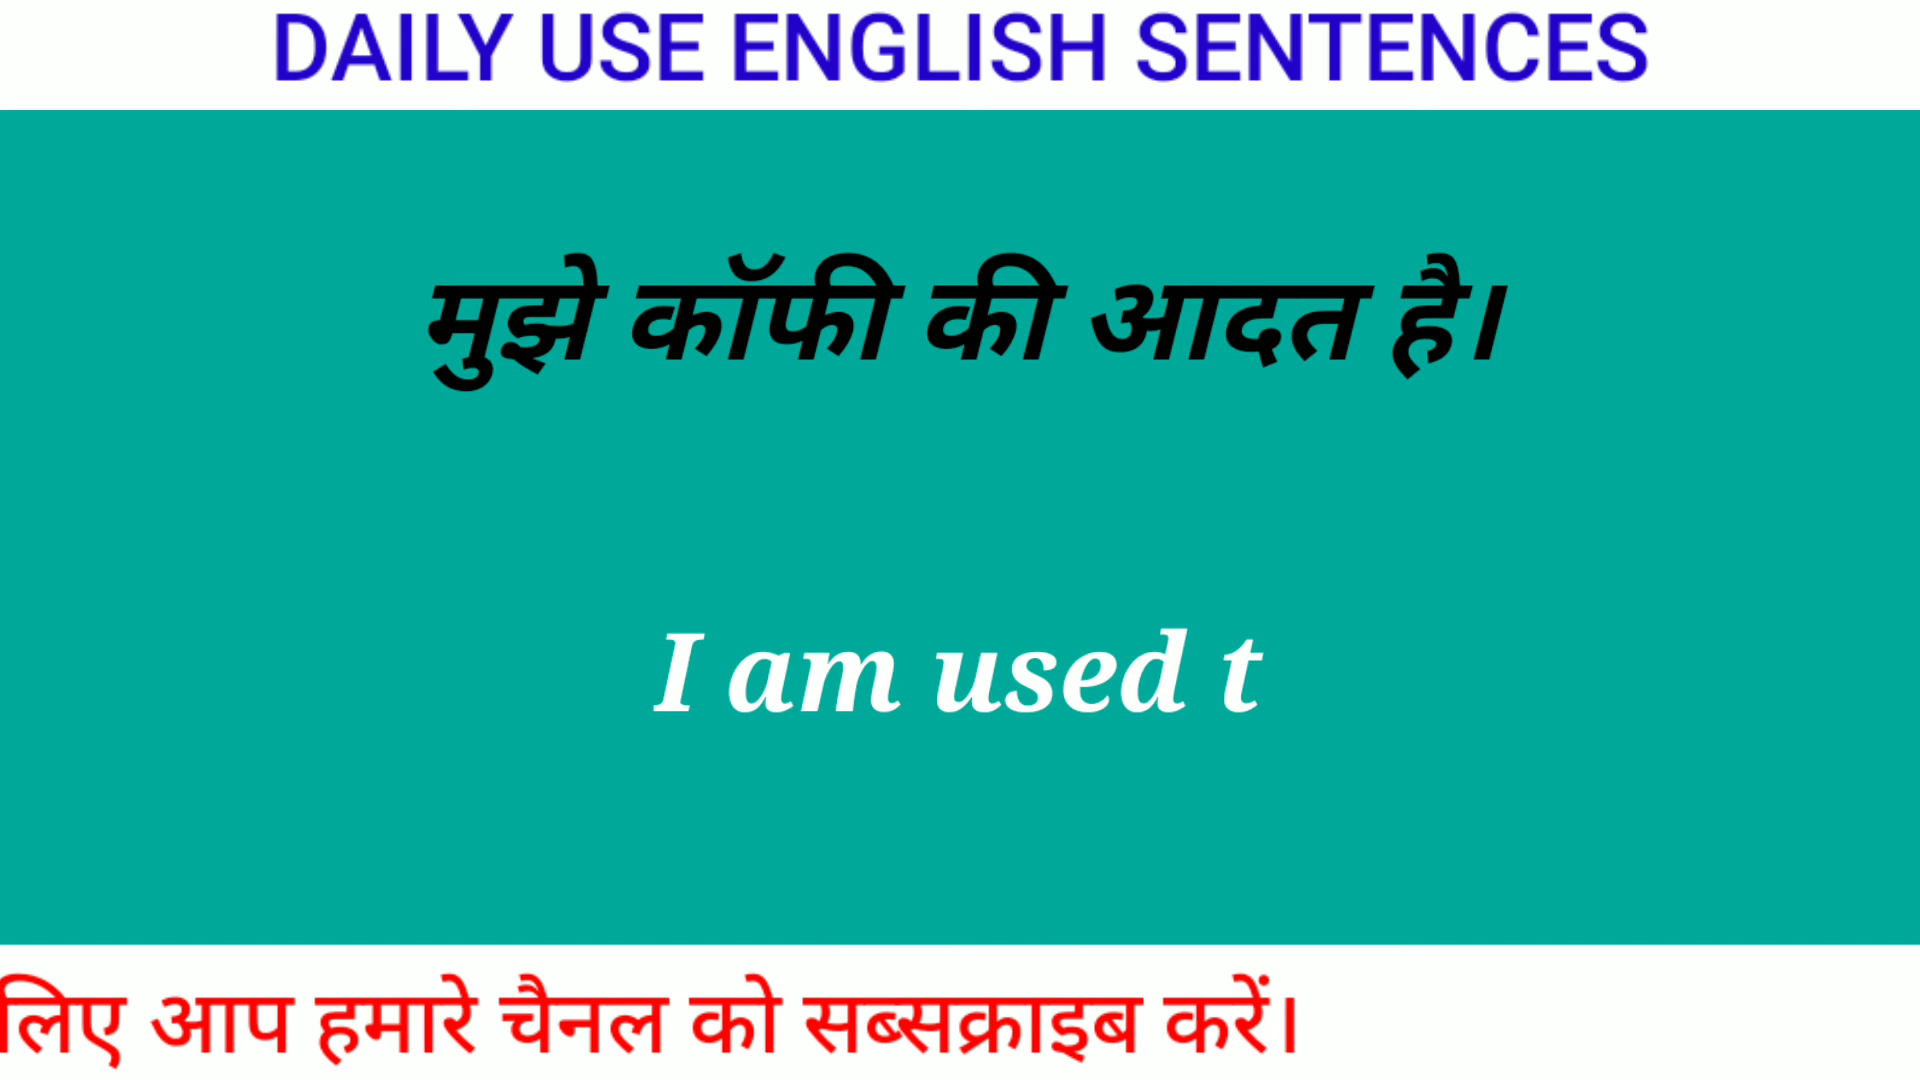 DAILY USE ENGLISH SENTENCES
मुझे कॉफी की आदत है।
I am used t
लिए आप हमारे चैनल को सब्सक्राइब करें।